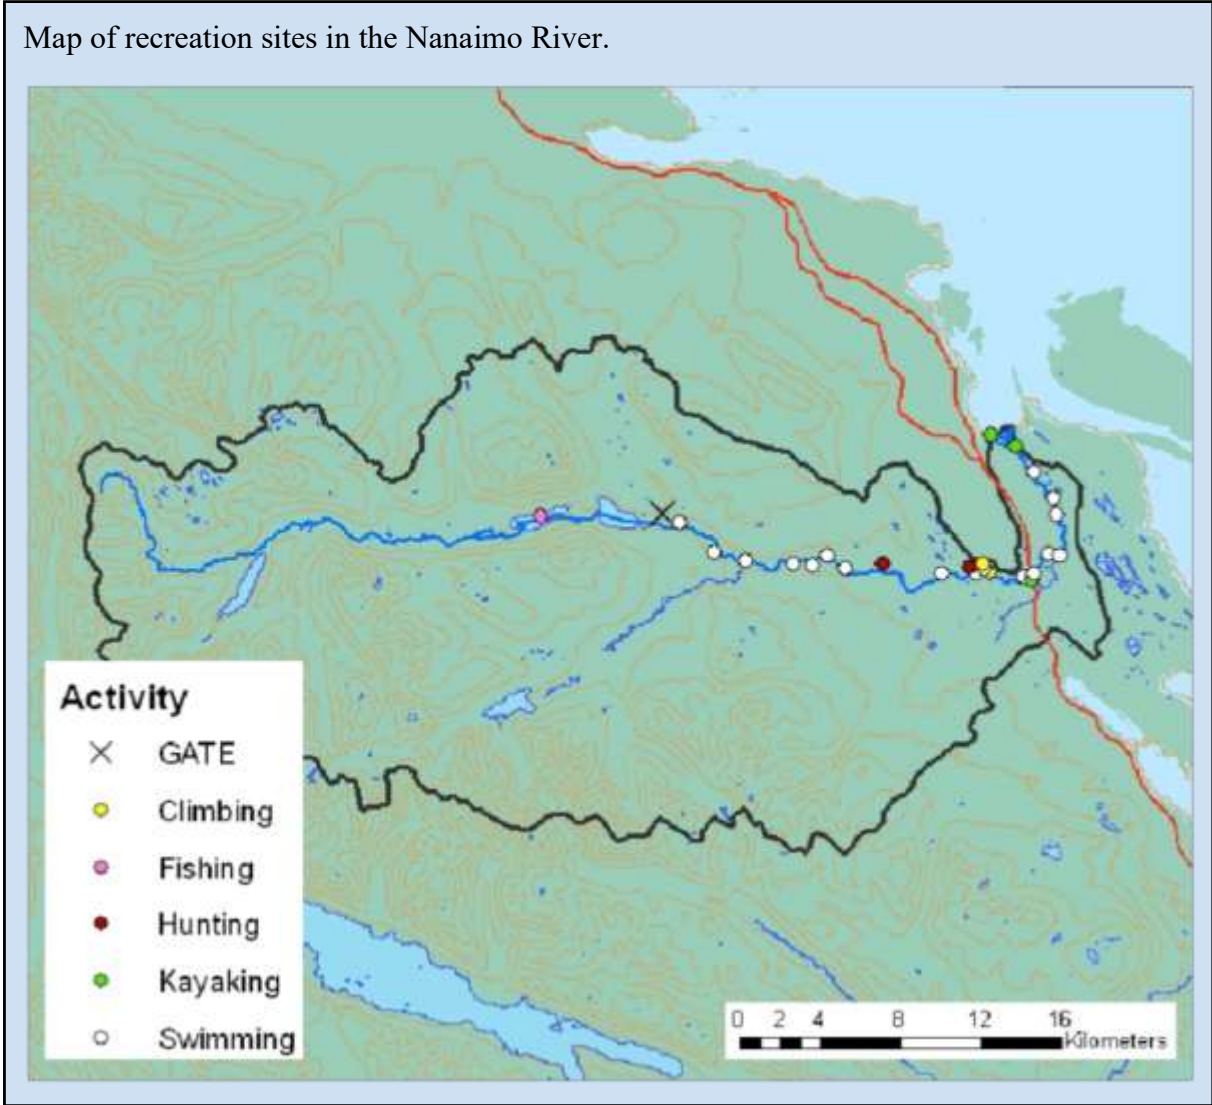 Map of recreation sites in the Nanaimo River.
Activity
GATE
Climbing
Fishing
Hunting
Kayaking
Swimming
0 2 4 8 12 16
Kilometers